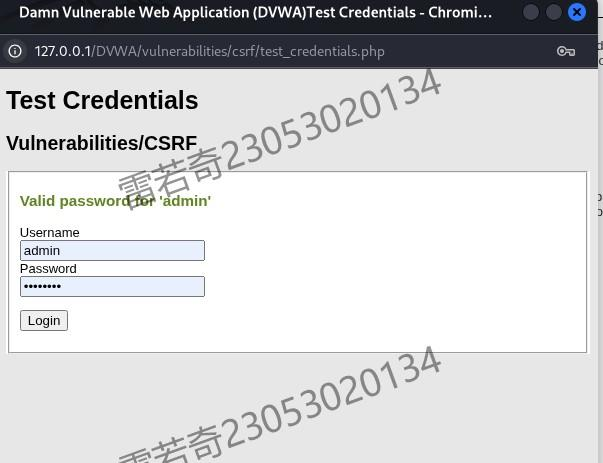 Damn Vulnerable Web Application (DVWA)Test Credentials - Chromi...
127.0.0.1/DVWA/vulnerabilities/csrf/test_credentials.php
Test Credentials
Vulnerabilities/CSRF
雷若奇23053020134
Valid password for 'admin'
Username
admin
Password
••••••••
Login
雷若奇23053020134